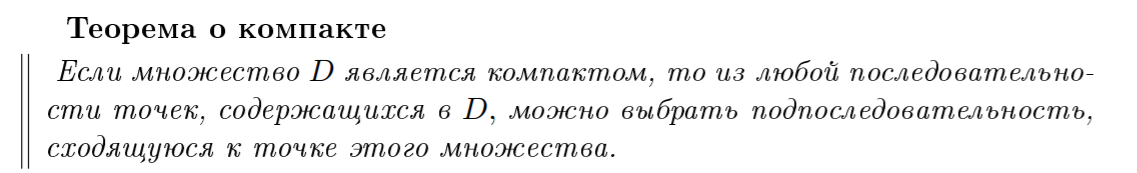 Теорема о компакте
Если множество D является компактом, то из любой последовательно-
сти точек, содержащихся в D, можно выбрать подпоследовательность,
сходящуюся к точке этого множества.